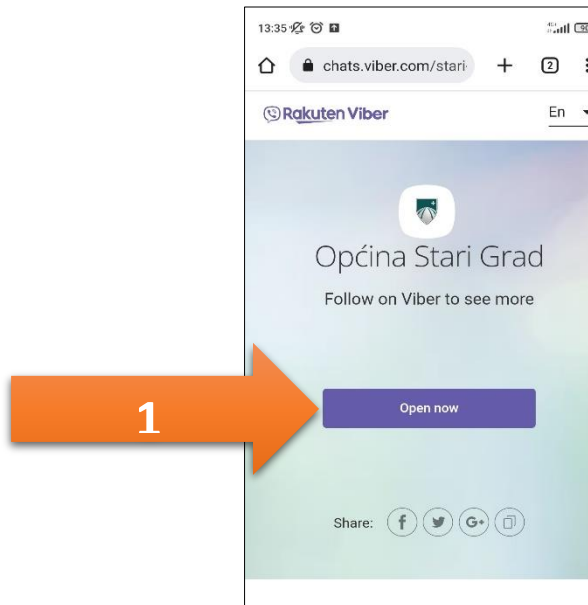 13:35
chats.viber.com/stari
2
Rakuten Viber
En
Općina Stari Grad
Follow on Viber to see more
1
Open now
Share: